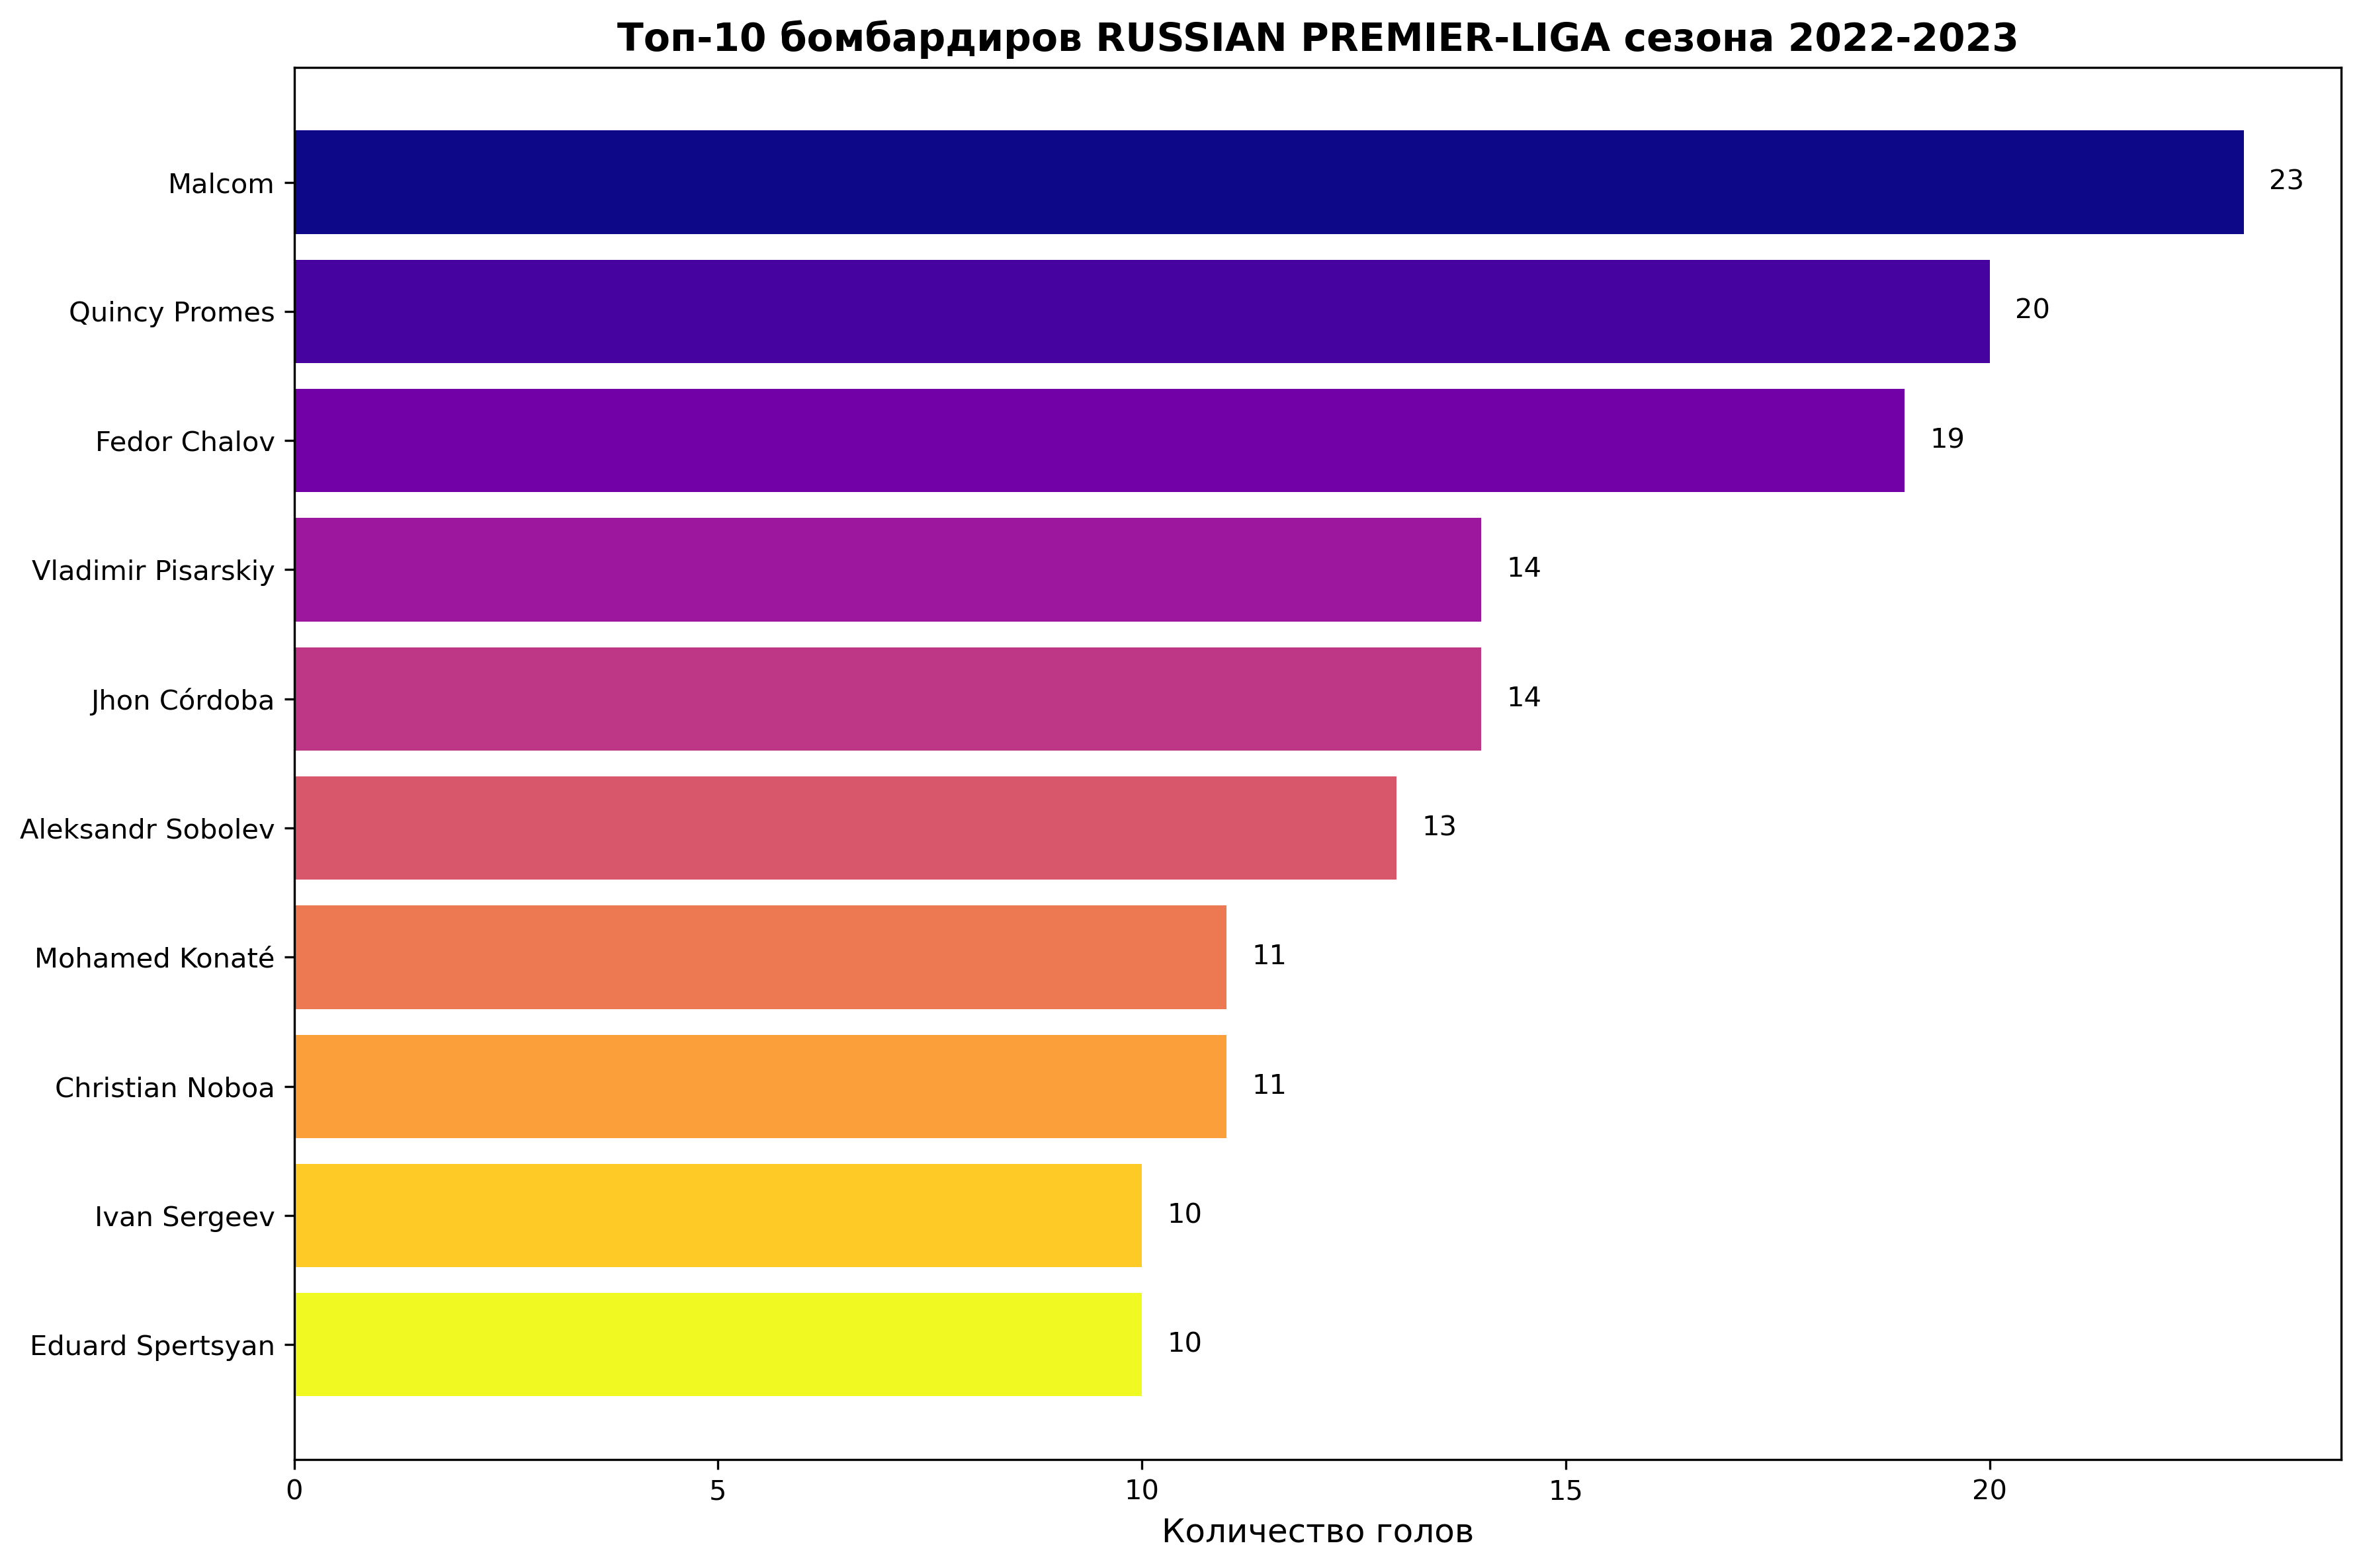 Топ-10 бомбардиров RUSSIAN PREMIER-LIGA сезона 2022-2023
Malcom 23
Quincy Promes 20
Fedor Chalov 19
Vladimir Pisarskiy 14
Jhon Córdoba 14
Aleksandr Sobolev 13
Mohamed Konaté 11
Christian Noboa 11
Ivan Sergeev 10
Eduard Spertsyan 10
0 5 10 15 20
Количество голов